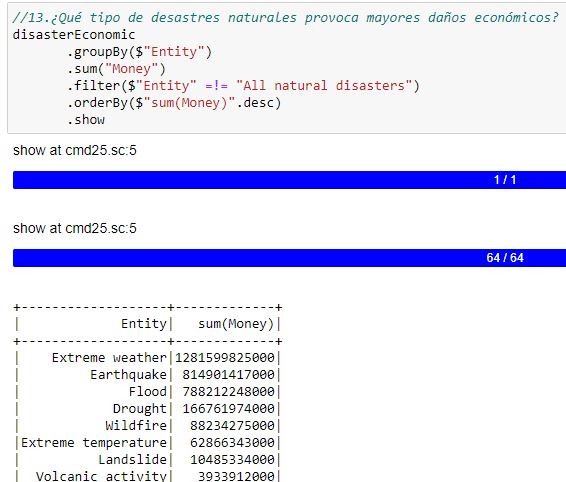 //13.¿Qué tipo de desastres naturales provoca mayores daños económicos?
disasterEconomic
.groupBy($"Entity")
.sum("Money")
.filter($"Entity" =!= "All natural disasters")
.orderBy($"sum(Money)".desc)
.show
show at cmd25.sc:5
1 / 1
show at cmd25.sc:5
64 / 64
+-------------------+-------------+
|             Entity|   sum(Money)|
+-------------------+-------------+
|    Extreme weather|1281599825000|
|         Earthquake| 814901417000|
|              Flood| 788212248000|
|            Drought| 166761974000|
|           Wildfire|  88234275000|
|Extreme temperature|  62866343000|
|          Landslide|  10485334000|
|  Volcanic activity|   3933912000|